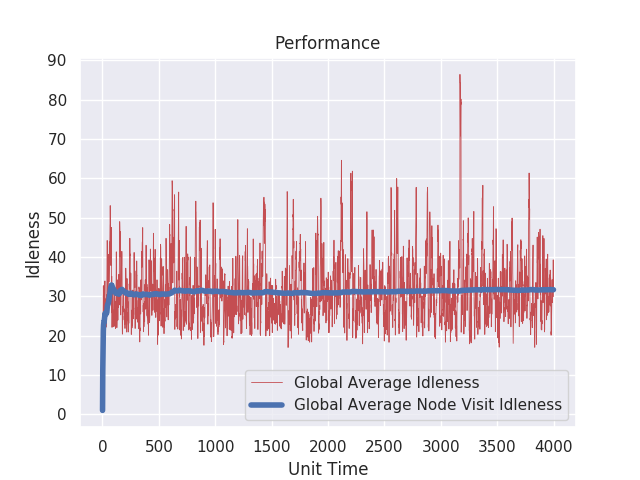 Performance
90
80
70
60
50
40
30
20
10
0
Idleness
Global Average Idleness
Global Average Node Visit Idleness
0 500 1000 1500 2000 2500 3000 3500 4000
Unit Time